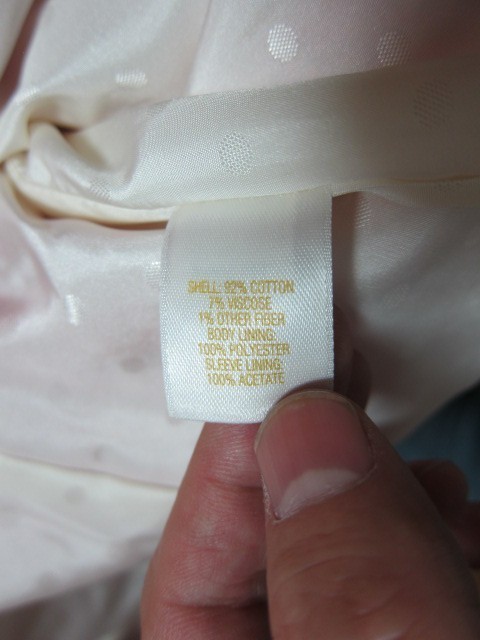 SHELL: 92% COTTON
7% VISCOSE
1% OTHER FIBER
BODY LINING:
100% POLYESTER
SLEEVE LINING:
100% ACETATE